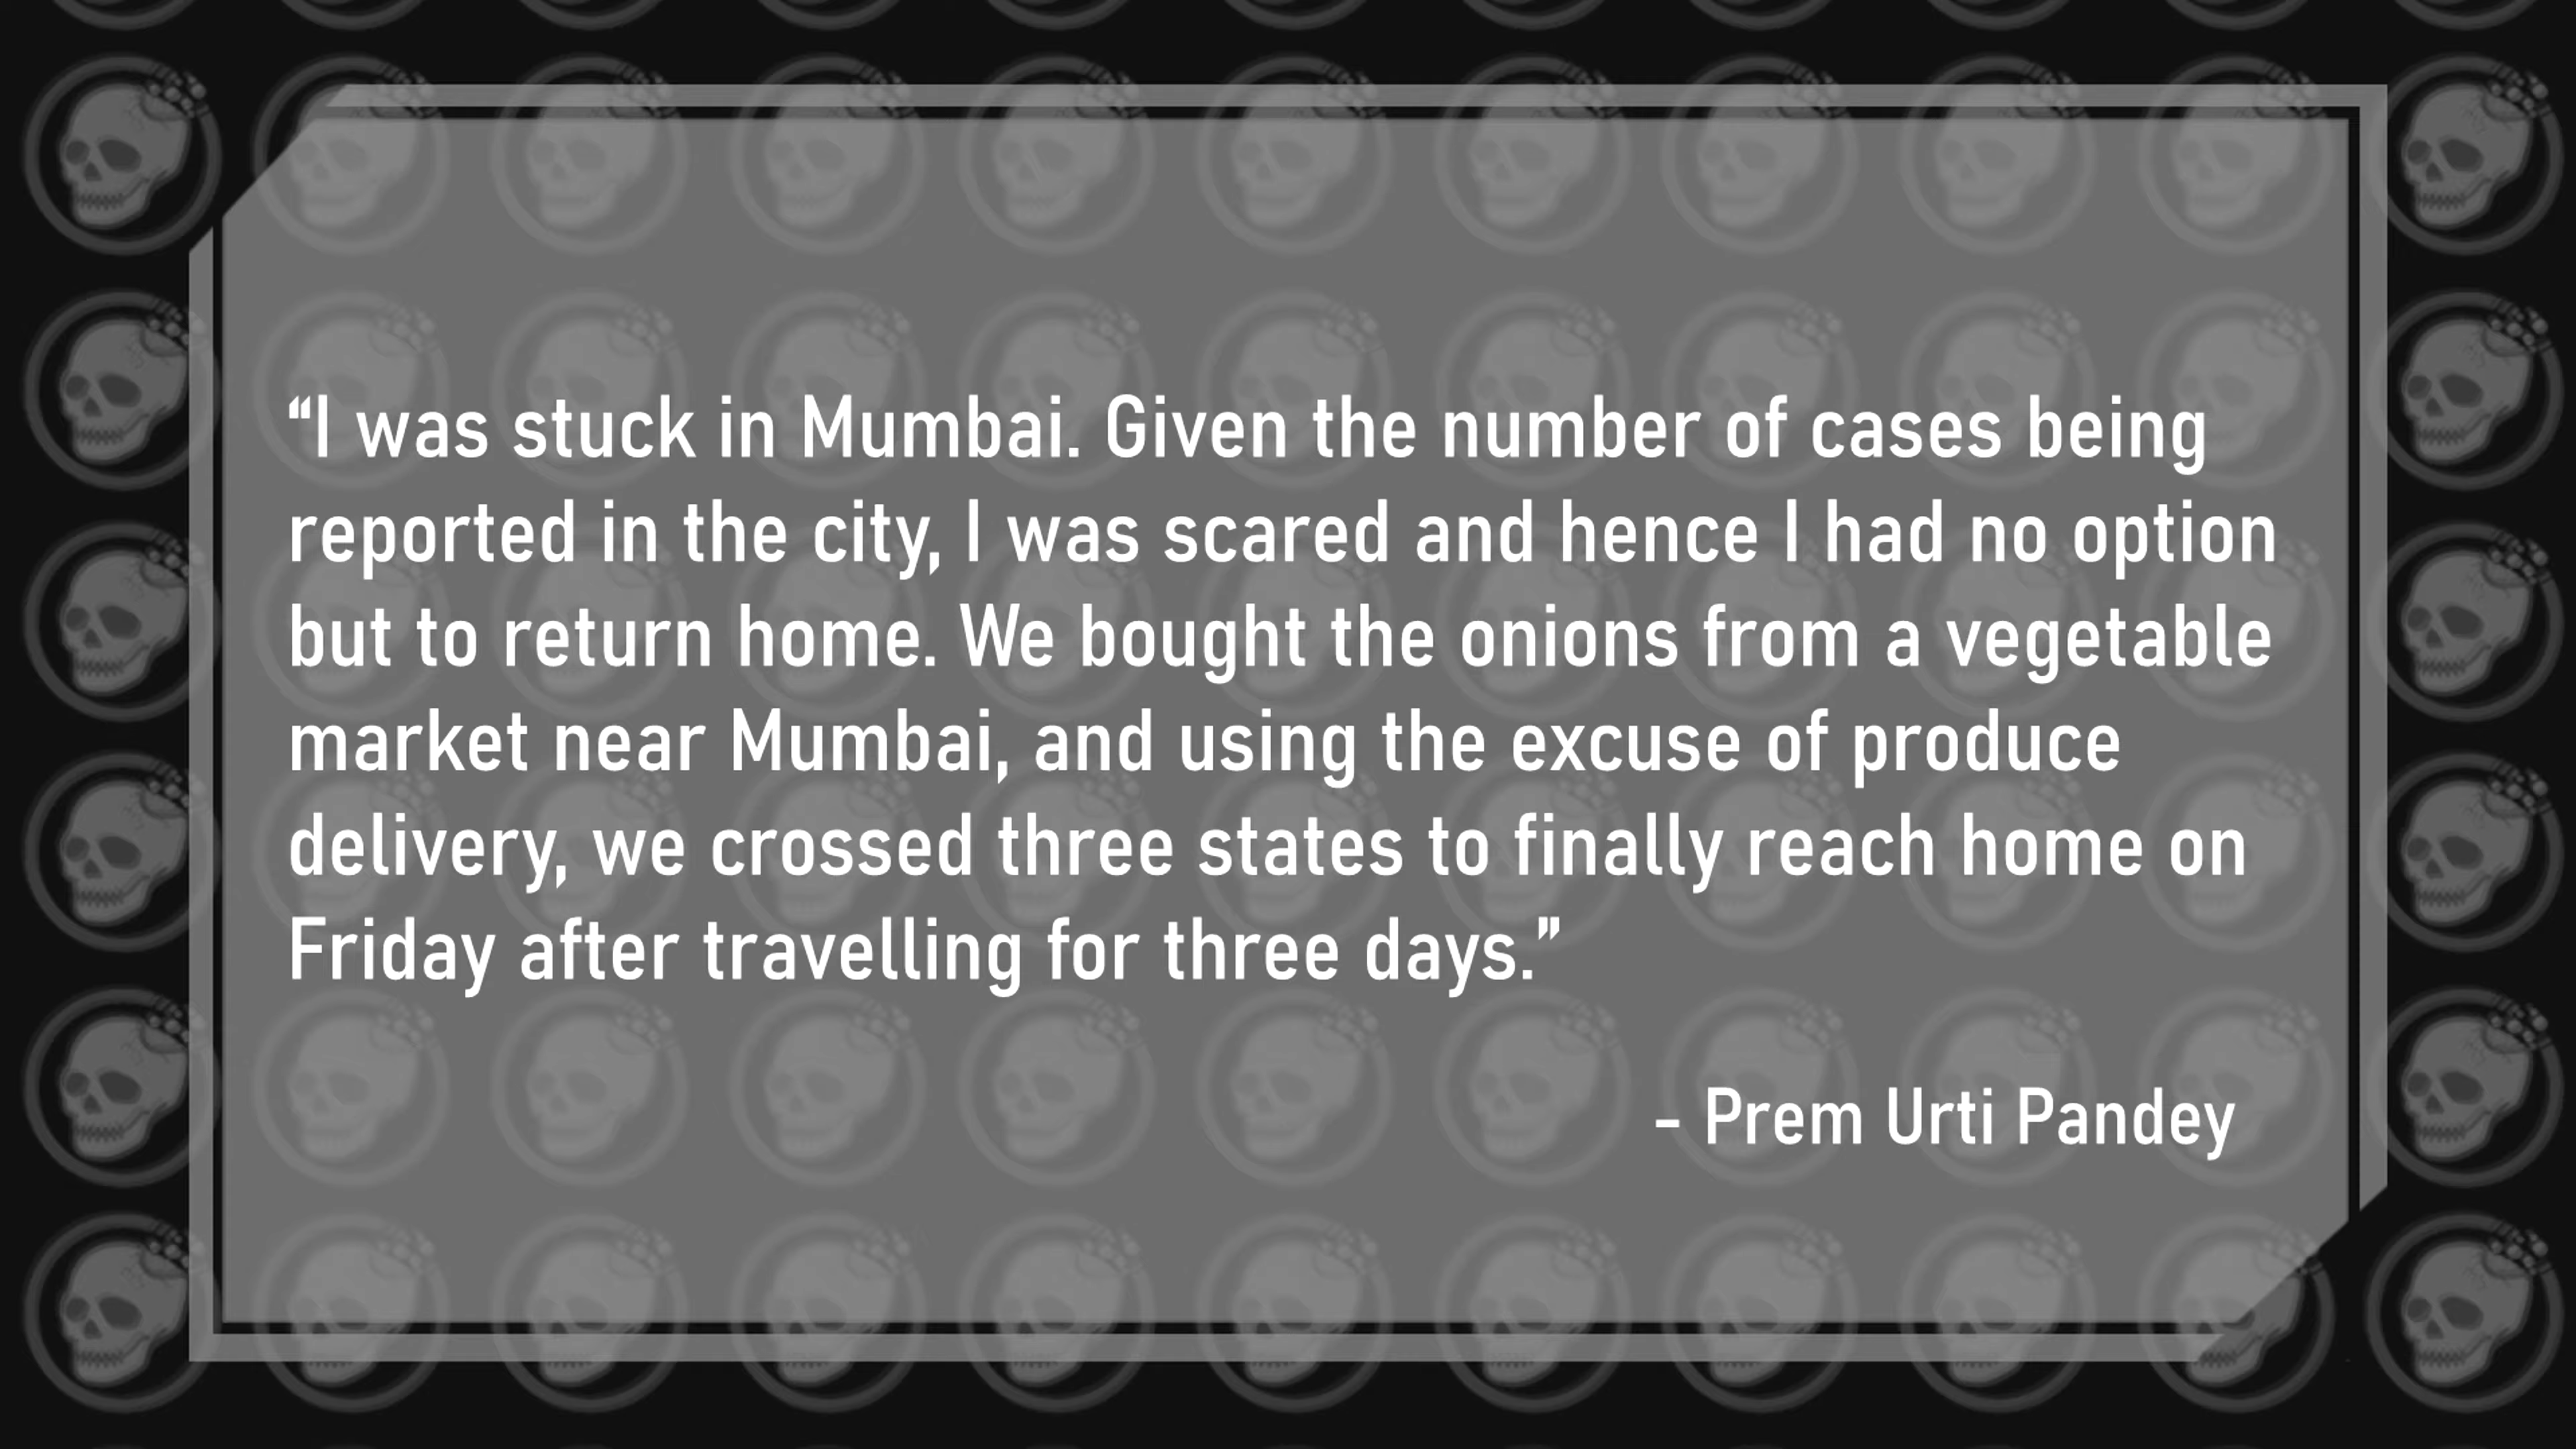 “I was stuck in Mumbai. Given the number of cases being
reported in the city, I was scared and hence I had no option
but to return home. We bought the onions from a vegetable
market near Mumbai, and using the excuse of produce
delivery, we crossed three states to finally reach home on
Friday after travelling for three days.”
- Prem Urti Pandey